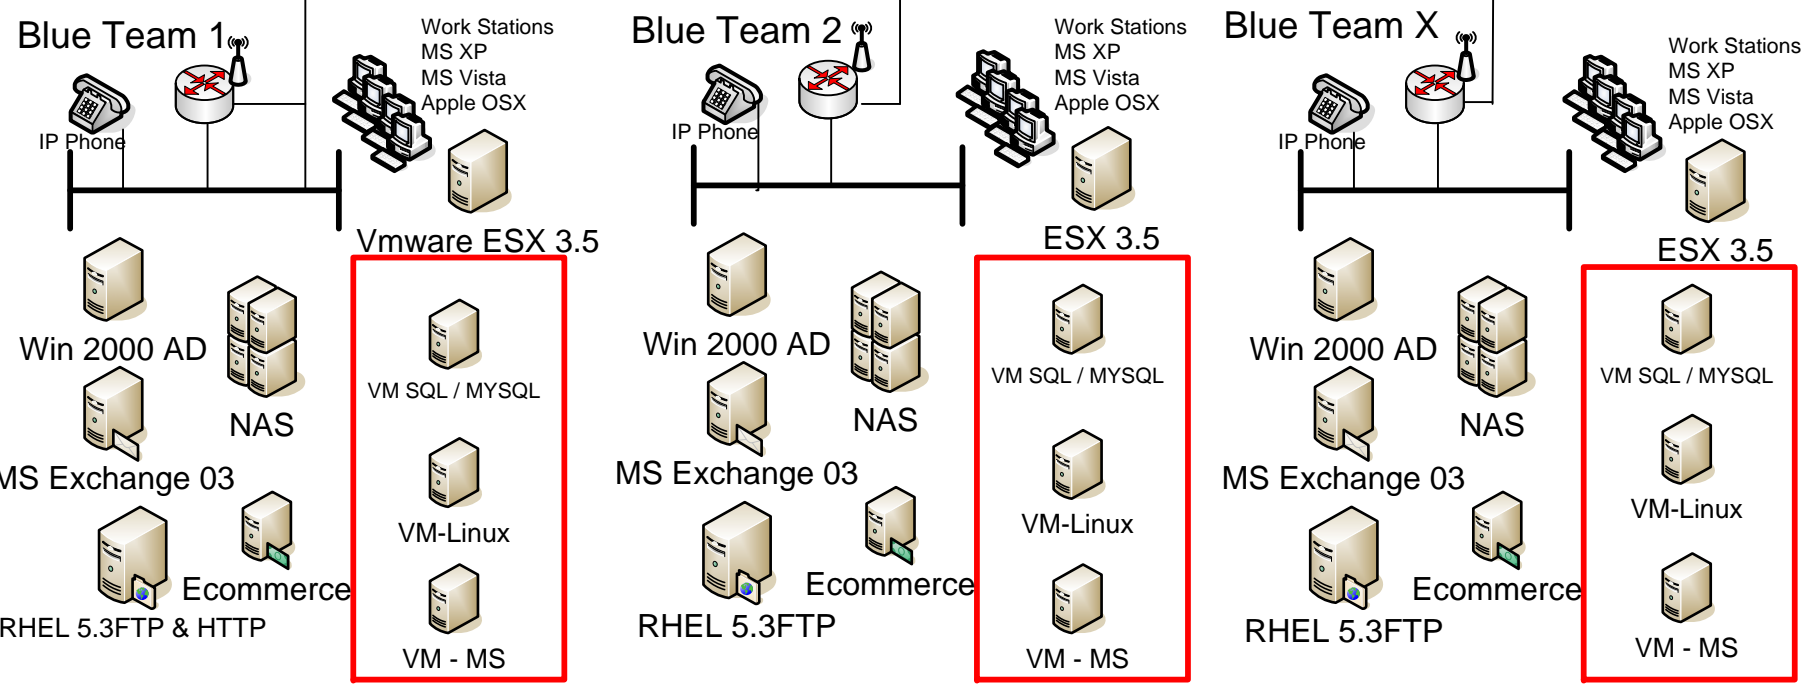 Blue Team 1
Work Stations
MS XP
MS Vista
Apple OSX
IP Phone
Vmware ESX 3.5
Win 2000 AD
NAS
VM SQL / MYSQL
MS Exchange 03
VM-Linux
Ecommerce
RHEL 5.3FTP & HTTP
VM - MS
Blue Team 2
Work Stations
MS XP
MS Vista
Apple OSX
IP Phone
ESX 3.5
Win 2000 AD
NAS
VM SQL / MYSQL
MS Exchange 03
VM-Linux
Ecommerce
RHEL 5.3FTP
VM - MS
Blue Team X
Work Stations
MS XP
MS Vista
Apple OSX
IP Phone
ESX 3.5
Win 2000 AD
NAS
VM SQL / MYSQL
MS Exchange 03
VM-Linux
Ecommerce
RHEL 5.3FTP
VM - MS